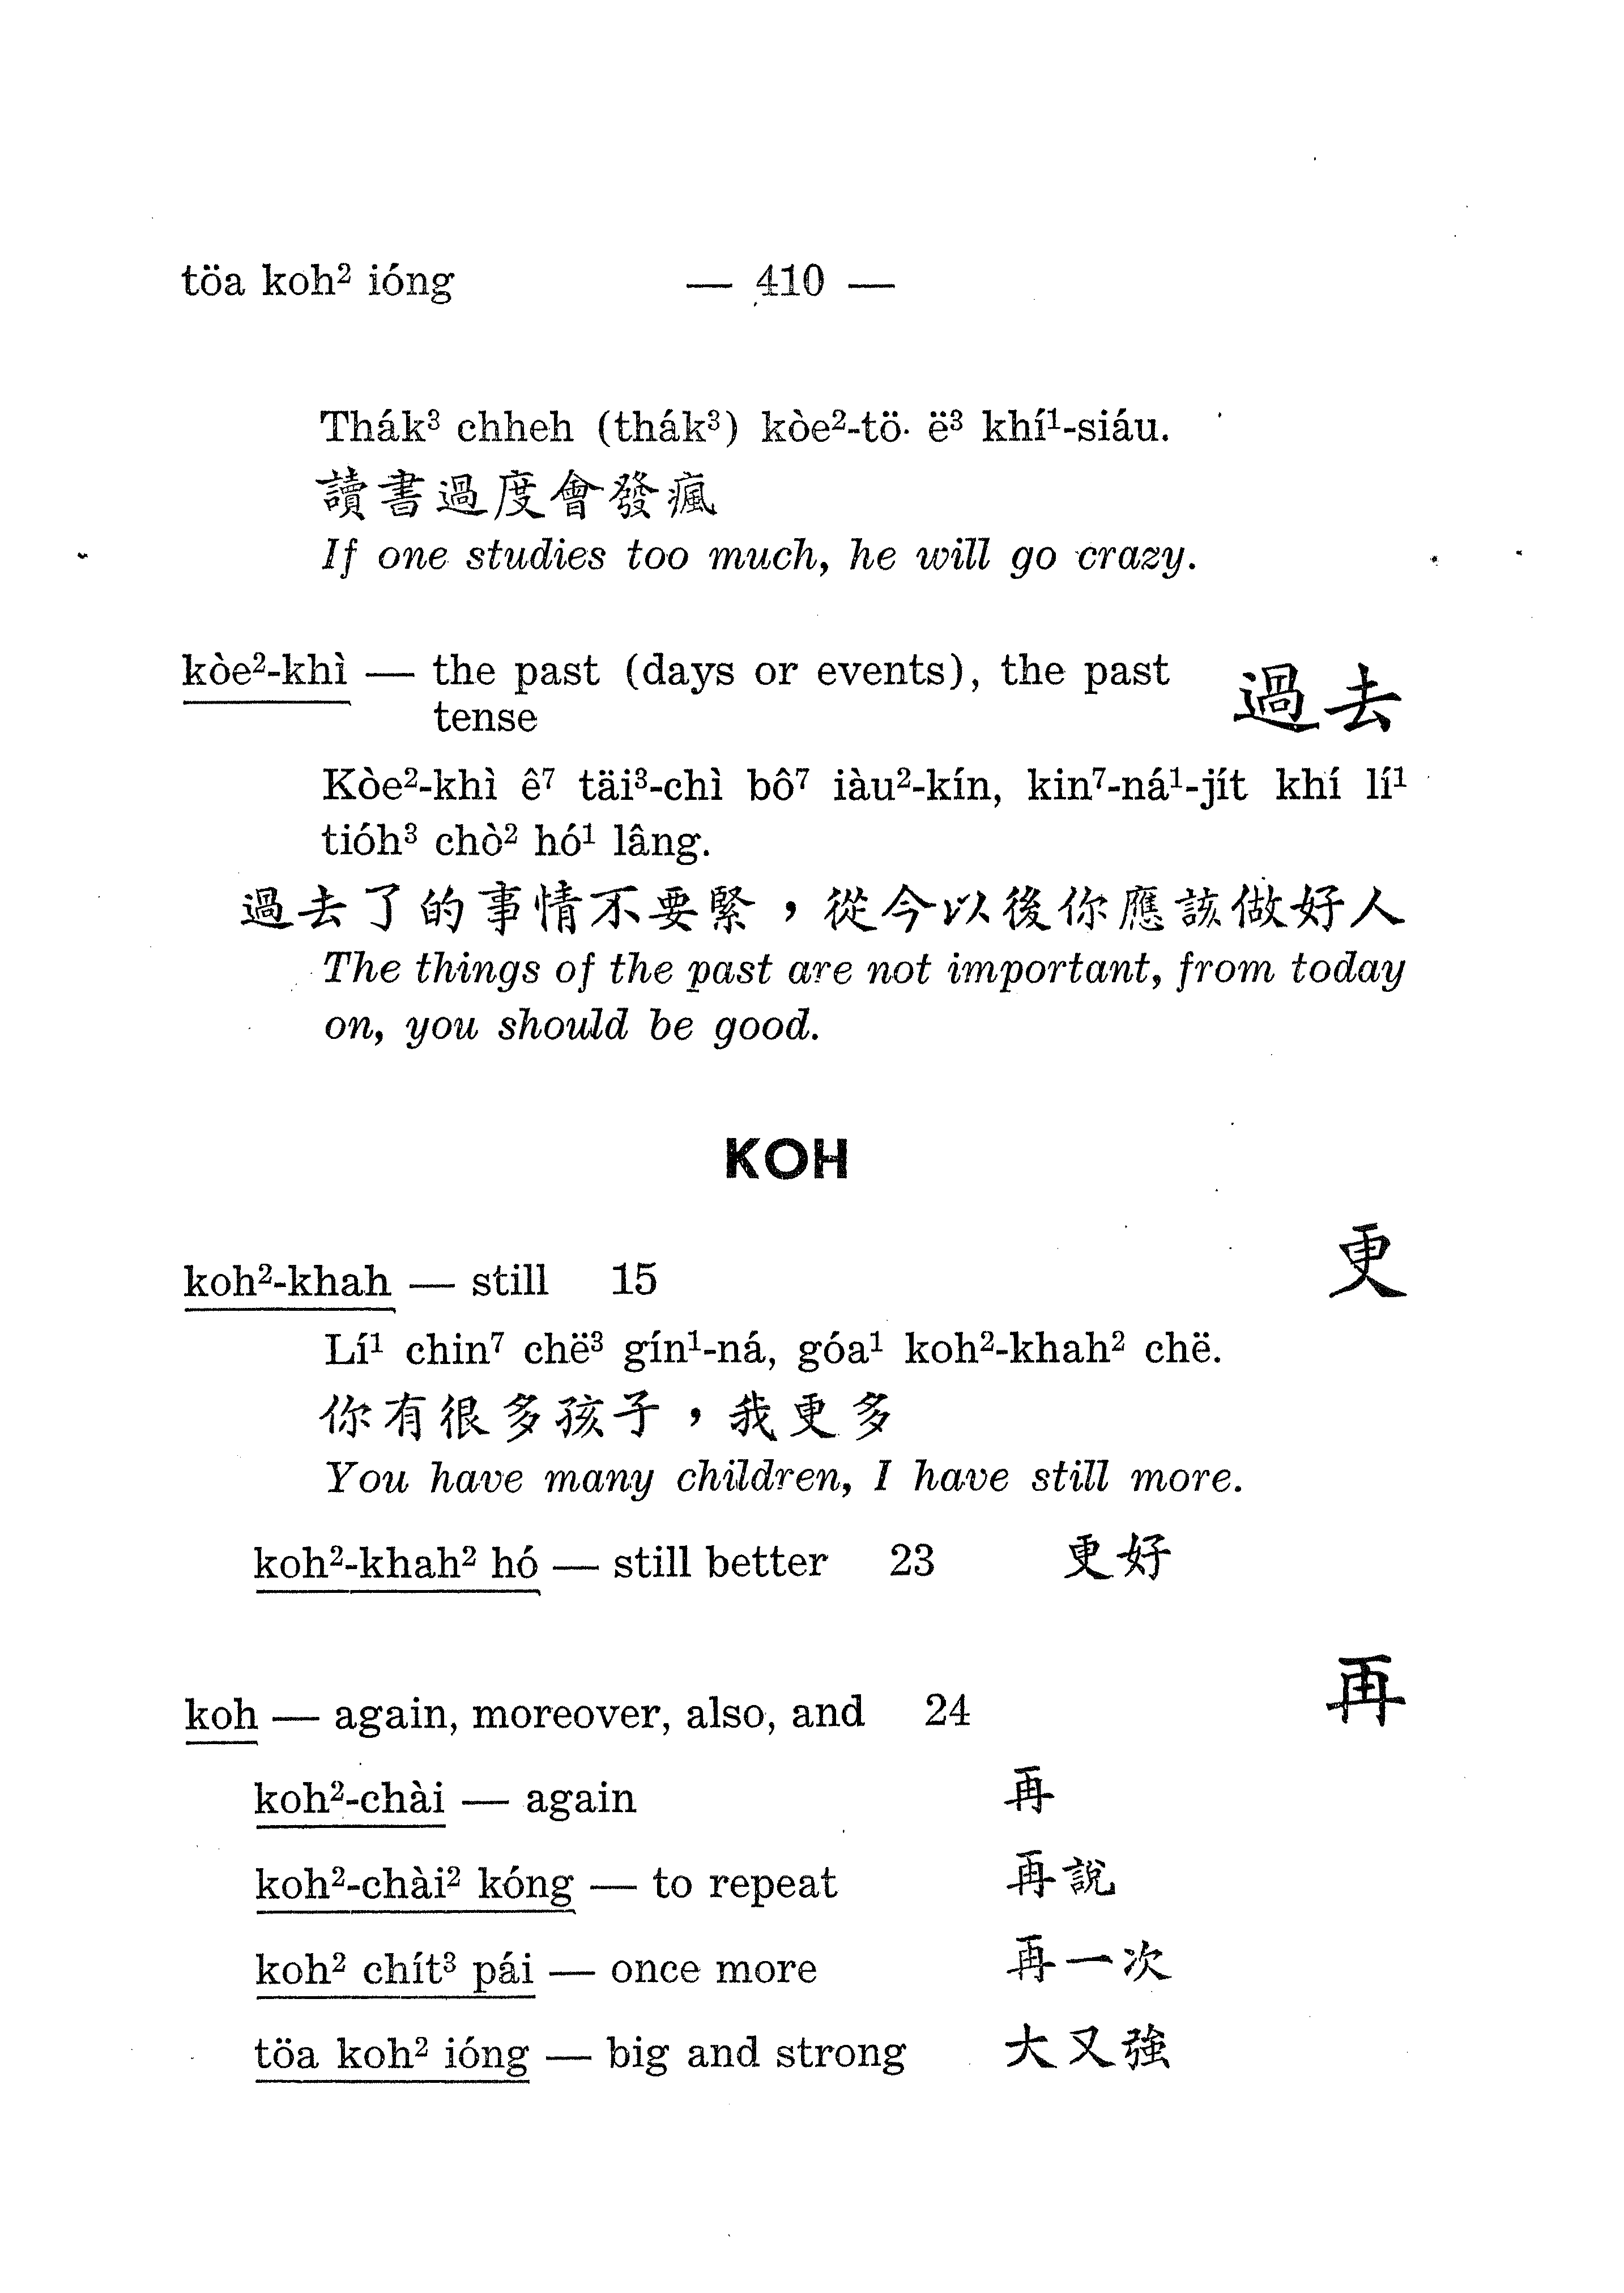 töa koh² ióng — 410 —
Thák³ chheh (thák³) kòe²-tö· ë³ khí¹-siáu.
讀書過度會發瘋
If one studies too much, he will go crazy.
kòe²-khì — the past (days or events), the past 過去
tense
Kòe²-khì ê⁷ täi³-chì bô⁷ iàu²-kín, kin⁷-ná¹-jít khí lí¹
tióh³ chò² hó¹ lâng.
過去了的事情不要緊，從今以後你應該做好人
The things of the past are not important, from today
on, you should be good.
KOH
koh²-khah — still 15 更
Lí¹ chin⁷ chë³ gín¹-ná, góa¹ koh²-khah² chë.
你有很多孩子，我更多
You have many children, I have still more.
koh²-khah² hó — still better 23 更好
koh — again, moreover, also, and 24 再
koh²-chài — again 再
koh²-chài² kóng — to repeat 再說
koh² chít³ pái — once more 再一次
töa koh² ióng — big and strong 大又強